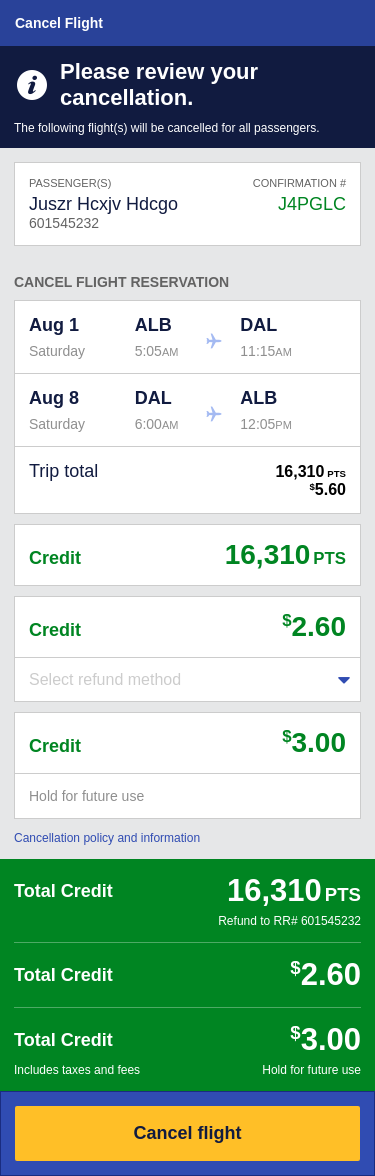 Cancel Flight
Please review your
cancellation.
The following flight(s) will be cancelled for all passengers.
PASSENGER(S) CONFIRMATION #
Juszr Hcxjv Hdcgo J4PGLC
601545232
CANCEL FLIGHT RESERVATION
Aug 1 ALB DAL
Saturday 5:05AM 11:15AM
Aug 8 DAL ALB
Saturday 6:00AM 12:05PM
Trip total 16,310 PTS
$5.60
Credit 16,310 PTS
Credit $2.60
Select refund method
Credit $3.00
Hold for future use
Cancellation policy and information
Total Credit 16,310 PTS
Refund to RR# 601545232
Total Credit $2.60
Total Credit $3.00
Includes taxes and fees Hold for future use
Cancel flight